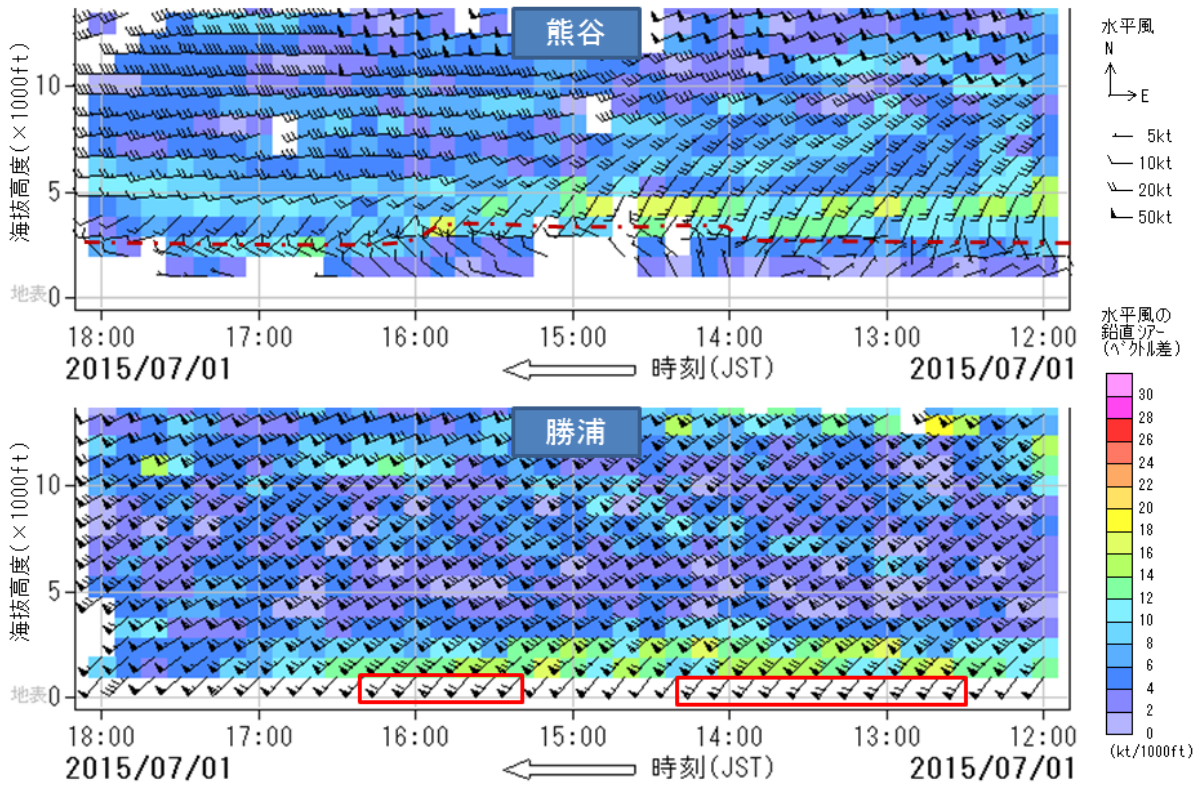 熊谷
海抜高度(×1000ft)
10
5
地表0
18:00 17:00 16:00 15:00 14:00 13:00 12:00
2015/07/01 時刻(JST) 2015/07/01
勝浦
海抜高度(×1000ft)
10
5
地表0
18:00 17:00 16:00 15:00 14:00 13:00 12:00
2015/07/01 時刻(JST) 2015/07/01
水平風
N
E
5kt
10kt
20kt
50kt
水平風の
鉛直シアー
(ベクトル差)
30
28
26
24
22
20
18
16
14
12
10
8
6
4
2
0
(kt/1000ft)